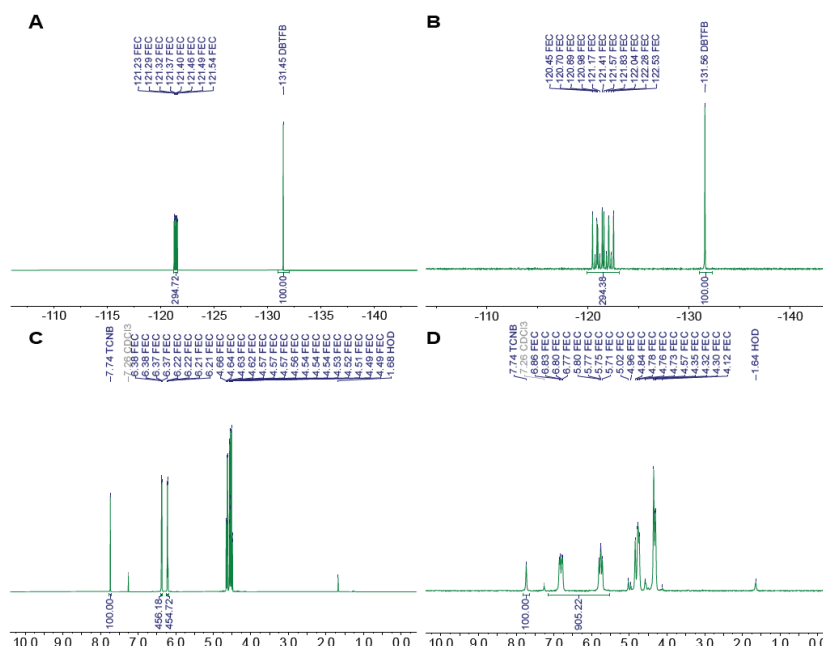 A
121.23 FEC
121.29 FEC
121.32 FEC
121.37 FEC
121.40 FEC
121.46 FEC
121.49 FEC
121.54 FEC
-131.45 DBTFB
294.72
100.00
-110 -120 -130 -140
B
120.45 FEC
120.70 FEC
120.89 FEC
120.98 FEC
121.17 FEC
121.41 FEC
121.57 FEC
121.83 FEC
122.04 FEC
122.28 FEC
122.53 FEC
-131.56 DBTFB
294.38
100.00
-110 -120 -130 -140
C
-7.74 TCNB
7.26 CDCl3
6.38 FEC
6.38 FEC
6.37 FEC
6.37 FEC
6.22 FEC
6.22 FEC
6.21 FEC
6.21 FEC
4.66 FEC
4.64 FEC
4.63 FEC
4.62 FEC
4.57 FEC
4.57 FEC
4.57 FEC
4.56 FEC
4.54 FEC
4.54 FEC
4.54 FEC
4.53 FEC
4.52 FEC
4.51 FEC
4.49 FEC
4.49 FEC
-1.68 HOD
100.00
456.18
454.72
10.0 9.0 8.0 7.0 6.0 5.0 4.0 3.0 2.0 1.0 0.0
D
7.74 TCNB
7.26 CDCl3
6.86 FEC
6.83 FEC
6.80 FEC
6.77 FEC
5.80 FEC
5.77 FEC
5.75 FEC
5.71 FEC
5.02 FEC
4.96 FEC
4.84 FEC
4.78 FEC
4.76 FEC
4.73 FEC
4.57 FEC
4.35 FEC
4.32 FEC
4.30 FEC
4.12 FEC
-1.64 HOD
100.00
905.22
10.0 9.0 8.0 7.0 6.0 5.0 4.0 3.0 2.0 1.0 0.0